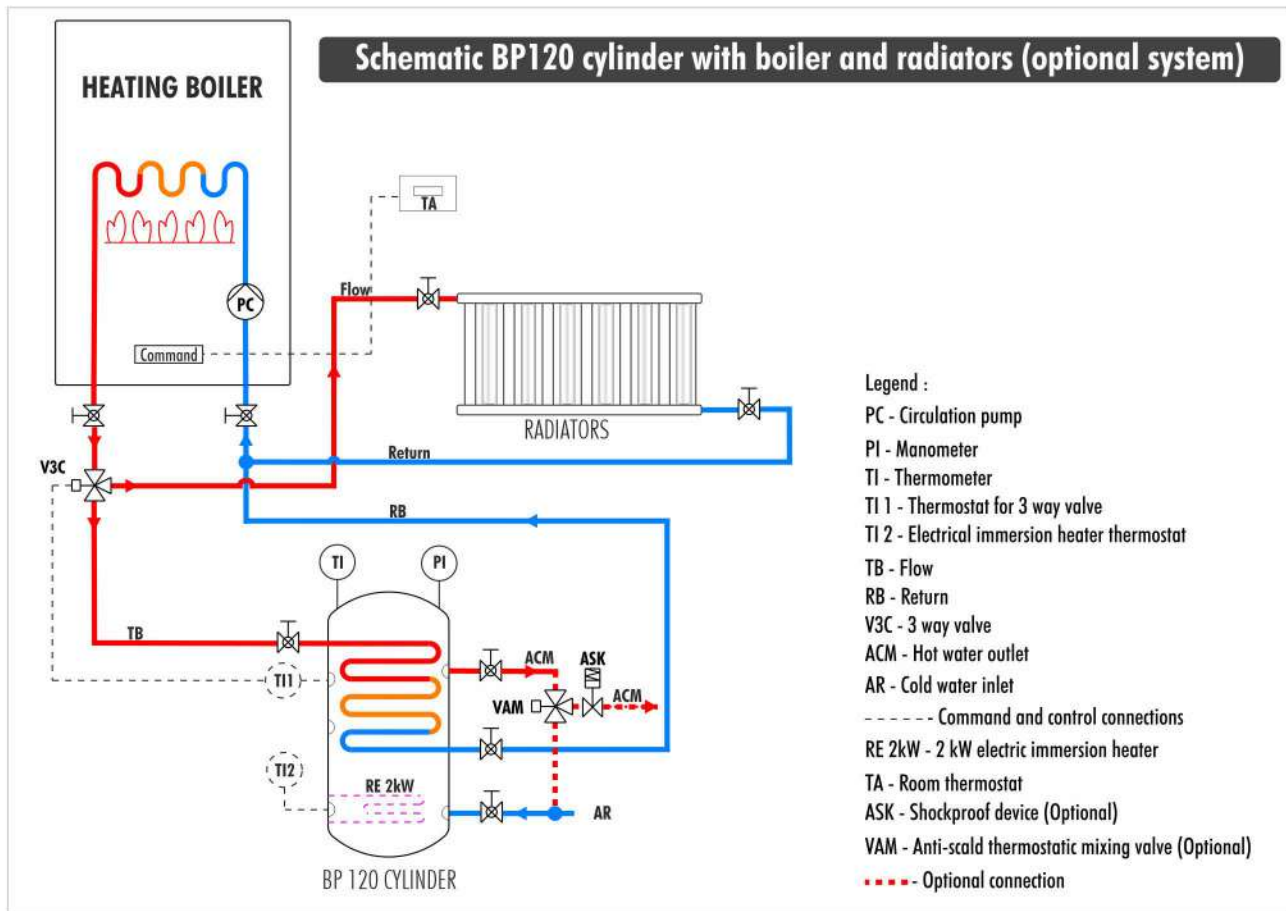 Schematic BP120 cylinder with boiler and radiators (optional system)
HEATING BOILER
TA
PC
Flow
Command
RADIATORS
Return
V3C
RB
TI
PI
TB
ACM
ASK
TI1
VAM
ACM
TI2
RE 2kW
AR
BP 120 CYLINDER
Legend :
PC - Circulation pump
PI - Manometer
TI - Thermometer
TI 1 - Thermostat for 3 way valve
TI 2 - Electrical immersion heater thermostat
TB - Flow
RB - Return
V3C - 3 way valve
ACM - Hot water outlet
AR - Cold water inlet
- Command and control connections
RE 2kW - 2 kW electric immersion heater
TA - Room thermostat
ASK - Shockproof device (Optional)
VAM - Anti-scald thermostatic mixing valve (Optional)
- Optional connection